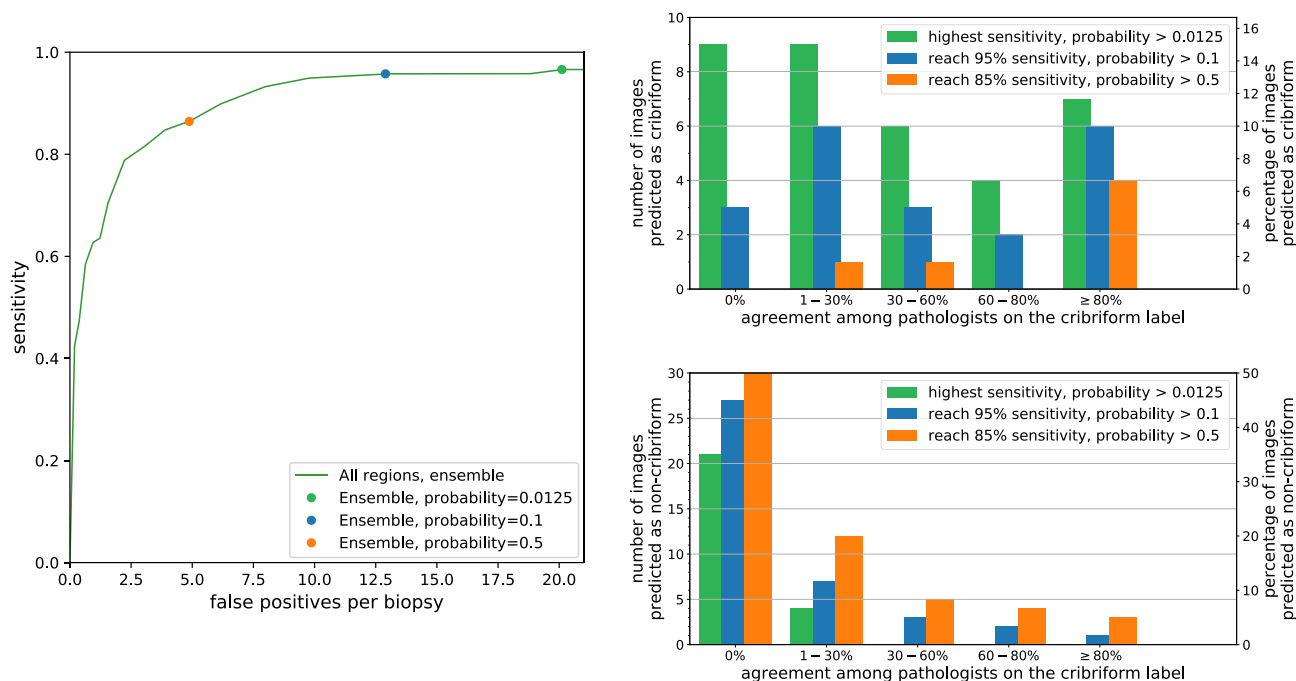 1.0
0.8
0.6
0.4
0.2
0.0
sensitivity
0.0 2.5 5.0 7.5 10.0 12.5 15.0 17.5 20.0
false positives per biopsy
All regions, ensemble
Ensemble, probability=0.0125
Ensemble, probability=0.1
Ensemble, probability=0.5
10
8
6
4
2
0
number of images
predicted as cribriform
highest sensitivity, probability > 0.0125
reach 95% sensitivity, probability > 0.1
reach 85% sensitivity, probability > 0.5
16
14
12
10
8
6
4
2
0
percentage of images
predicted as cribriform
0% 1 − 30% 30 − 60% 60 − 80% ≥ 80%
agreement among pathologists on the cribriform label
30
25
20
15
10
5
0
number of images
predicted as non-cribriform
highest sensitivity, probability > 0.0125
reach 95% sensitivity, probability > 0.1
reach 85% sensitivity, probability > 0.5
50
40
30
20
10
0
percentage of images
predicted as non-cribriform
0% 1 − 30% 30 − 60% 60 − 80% ≥ 80%
agreement among pathologists on the cribriform label